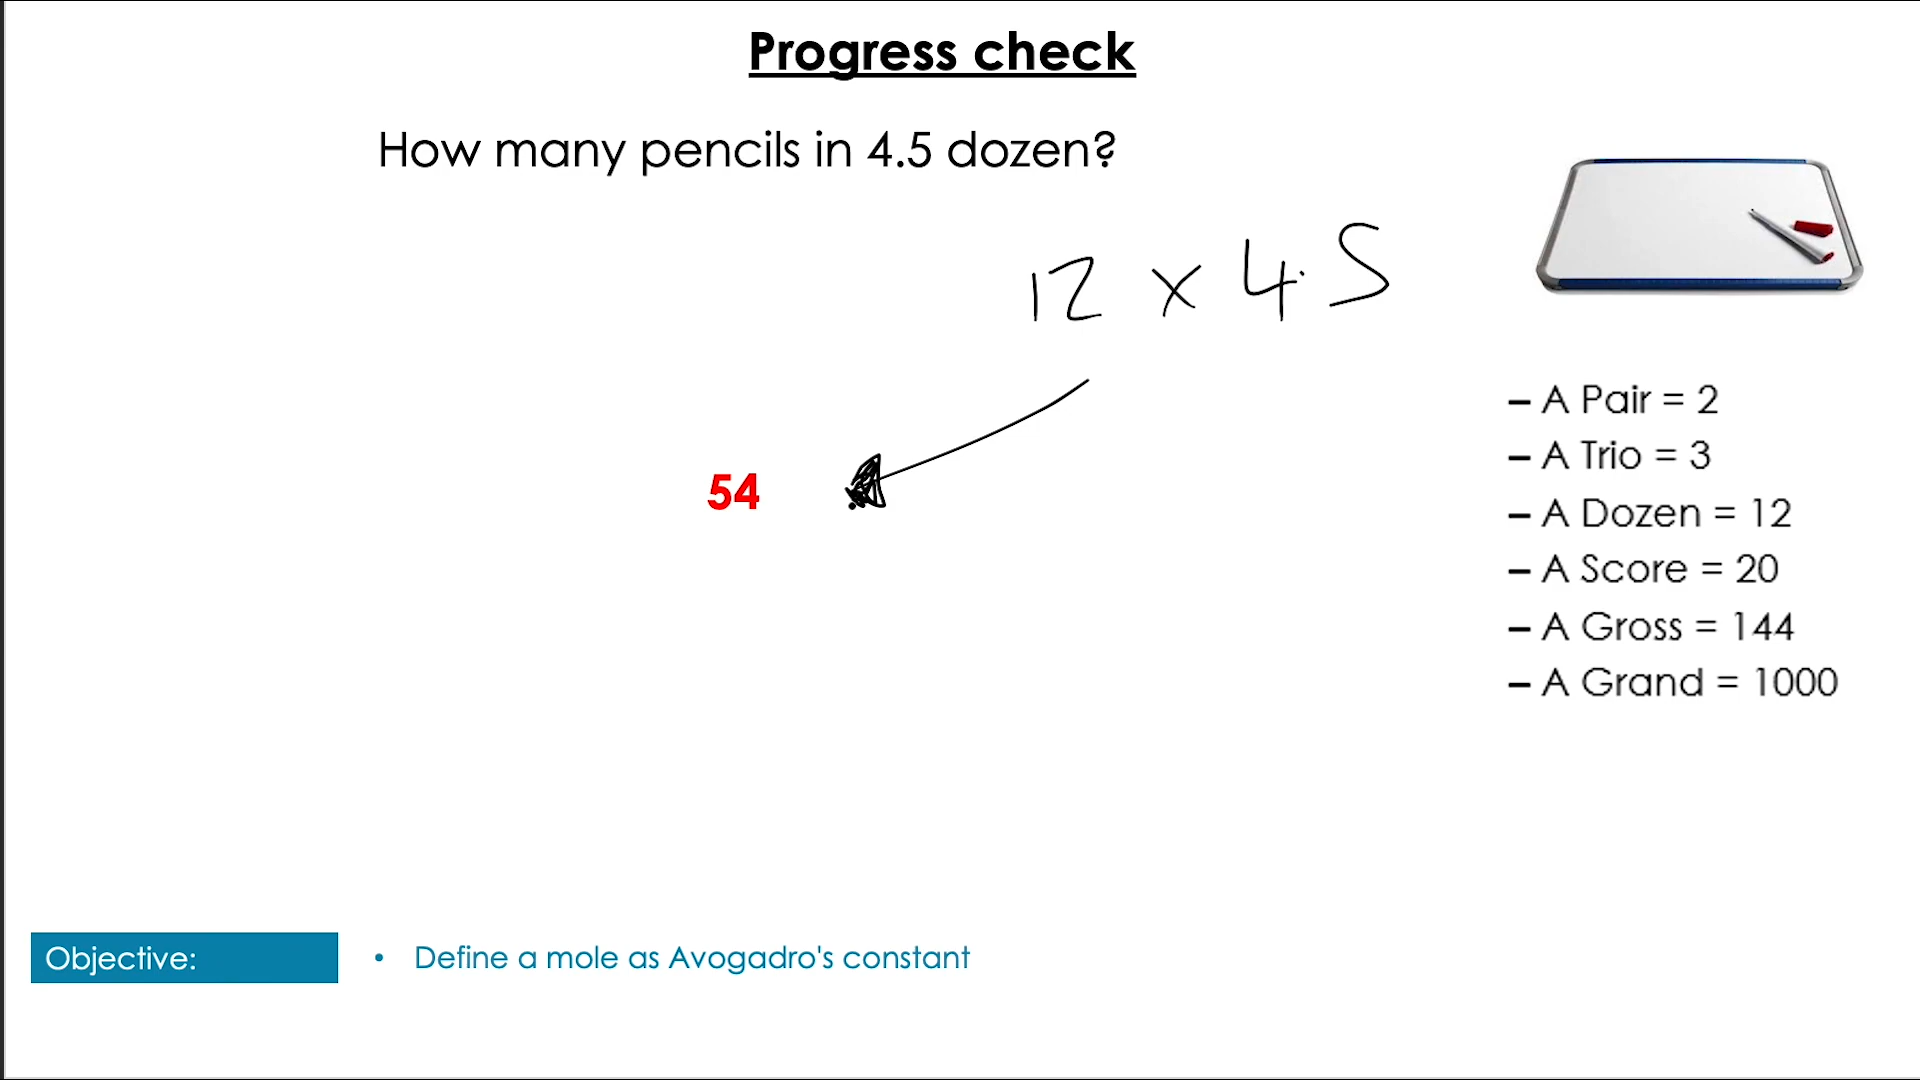 Progress check
How many pencils in 4.5 dozen?
12 x 4.5
54
– A Pair = 2
– A Trio = 3
– A Dozen = 12
– A Score = 20
– A Gross = 144
– A Grand = 1000
Objective:
• Define a mole as Avogadro's constant